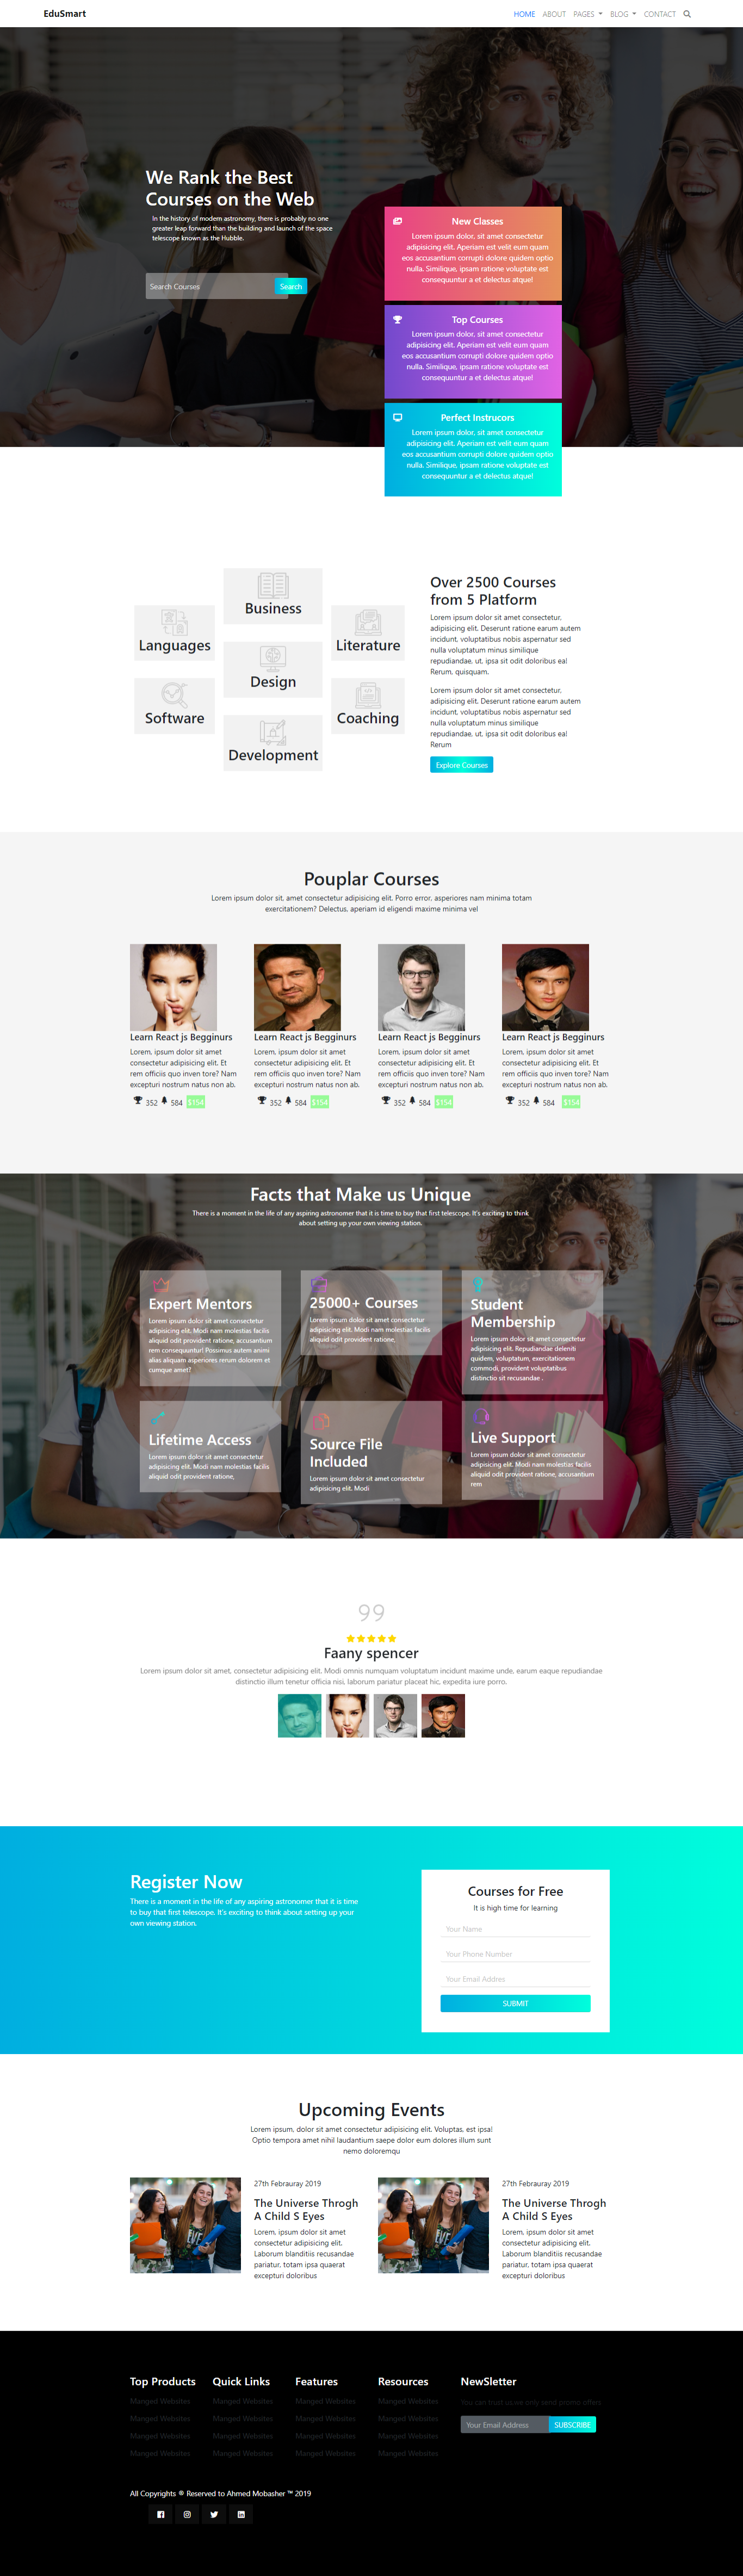 EduSmart
HOME ABOUT PAGES BLOG CONTACT
We Rank the Best
Courses on the Web
In the history of modern astronomy, there is probably no one
greater leap forward than the building and launch of the space
telescope known as the Hubble.
Search Courses
Search
New Classes
Lorem ipsum dolor, sit amet consectetur
adipisicing elit. Aperiam est velit eum quam
eos accusantium corrupti dolore quidem optio
nulla. Similique, ipsam ratione voluptate est
consequuntur a et delectus atque!
Top Courses
Lorem ipsum dolor, sit amet consectetur
adipisicing elit. Aperiam est velit eum quam
eos accusantium corrupti dolore quidem optio
nulla. Similique, ipsam ratione voluptate est
consequuntur a et delectus atque!
Perfect Instrucors
Lorem ipsum dolor, sit amet consectetur
adipisicing elit. Aperiam est velit eum quam
eos accusantium corrupti dolore quidem optio
nulla. Similique, ipsam ratione voluptate est
consequuntur a et delectus atque!
Languages
Software
Business
Design
Development
Literature
Coaching
Over 2500 Courses
from 5 Platform
Lorem ipsum dolor sit amet consectetur,
adipisicing elit. Deserunt ratione earum autem
incidunt, voluptatibus nobis aspernatur sed
nulla voluptatum minus similique
repudiandae, ut, ipsa sit odit doloribus ea!
Rerum, quisquam.
Lorem ipsum dolor sit amet consectetur,
adipisicing elit. Deserunt ratione earum autem
incidunt, voluptatibus nobis aspernatur sed
nulla voluptatum minus similique
repudiandae, ut, ipsa sit odit doloribus ea!
Rerum
Explore Courses
Pouplar Courses
Lorem ipsum dolor sit, amet consectetur adipisicing elit. Porro error, asperiores nam minima totam
exercitationem? Delectus, aperiam id eligendi maxime minima vel
Learn React js Begginurs
Lorem, ipsum dolor sit amet
consectetur adipisicing elit. Et
rem officiis quo inven tore? Nam
excepturi nostrum natus non ab.
352 584 $154
Learn React js Begginurs
Lorem, ipsum dolor sit amet
consectetur adipisicing elit. Et
rem officiis quo inven tore? Nam
excepturi nostrum natus non ab.
352 584 $154
Learn React js Begginurs
Lorem, ipsum dolor sit amet
consectetur adipisicing elit. Et
rem officiis quo inven tore? Nam
excepturi nostrum natus non ab.
352 584 $154
Learn React js Begginurs
Lorem, ipsum dolor sit amet
consectetur adipisicing elit. Et
rem officiis quo inven tore? Nam
excepturi nostrum natus non ab.
352 584 $154
Facts that Make us Unique
There is a moment in the life of any aspiring astronomer that it is time to buy that first telescope. It's exciting to think
about setting up your own viewing station.
Expert Mentors
Lorem ipsum dolor sit amet consectetur
adipisicing elit. Modi nam molestias facilis
aliquid odit provident ratione, accusantium
rem consequuntur! Possimus autem animi
alias aliquam asperiores rerum dolorem et
cumque amet?
25000+ Courses
Lorem ipsum dolor sit amet consectetur
adipisicing elit. Modi nam molestias facilis
aliquid odit provident ratione,
Student
Membership
Lorem ipsum dolor sit amet consectetur
adipisicing elit. Repudiandae deleniti
quidem, voluptatum, exercitationem
commodi, provident voluptatibus
distinctio sit recusandae .
Lifetime Access
Lorem ipsum dolor sit amet consectetur
adipisicing elit. Modi nam molestias facilis
aliquid odit provident ratione,
Source File
Included
Lorem ipsum dolor sit amet consectetur
adipisicing elit. Modi
Live Support
Lorem ipsum dolor sit amet consectetur
adipisicing elit. Modi nam molestias facilis
aliquid odit provident ratione, accusantium
rem
Faany spencer
Lorem ipsum dolor sit amet, consectetur adipisicing elit. Modi omnis numquam voluptatum incidunt maxime unde, earum eaque repudiandae
distinctio illum tenetur officia nisi, laborum pariatur placeat hic, expedita iure porro.
Register Now
There is a moment in the life of any aspiring astronomer that it is time
to buy that first telescope. It's exciting to think about setting up your
own viewing station.
Courses for Free
It is high time for learning
Your Name
Your Phone Number
Your Email Addres
SUBMIT
Upcoming Events
Lorem ipsum, dolor sit amet consectetur adipisicing elit. Voluptas, est ipsa!
Optio tempora amet nihil laudantium saepe dolor eum dolores illum sunt
nemo doloremqu
27th Febrauray 2019
The Universe Throgh
A Child S Eyes
Lorem, ipsum dolor sit amet
consectetur adipisicing elit.
Laborum blanditiis recusandae
pariatur, totam ipsa quaerat
excepturi doloribus
27th Febrauray 2019
The Universe Throgh
A Child S Eyes
Lorem, ipsum dolor sit amet
consectetur adipisicing elit.
Laborum blanditiis recusandae
pariatur, totam ipsa quaerat
excepturi doloribus
Top Products
Manged Websites
Manged Websites
Manged Websites
Manged Websites
Quick Links
Manged Websites
Manged Websites
Manged Websites
Manged Websites
Features
Manged Websites
Manged Websites
Manged Websites
Manged Websites
Resources
Manged Websites
Manged Websites
Manged Websites
Manged Websites
NewSletter
You can trust us,we only send promo offers
Your Email Address
SUBSCRIBE
All Copyrights ® Reserved to Ahmed Mobasher ™ 2019